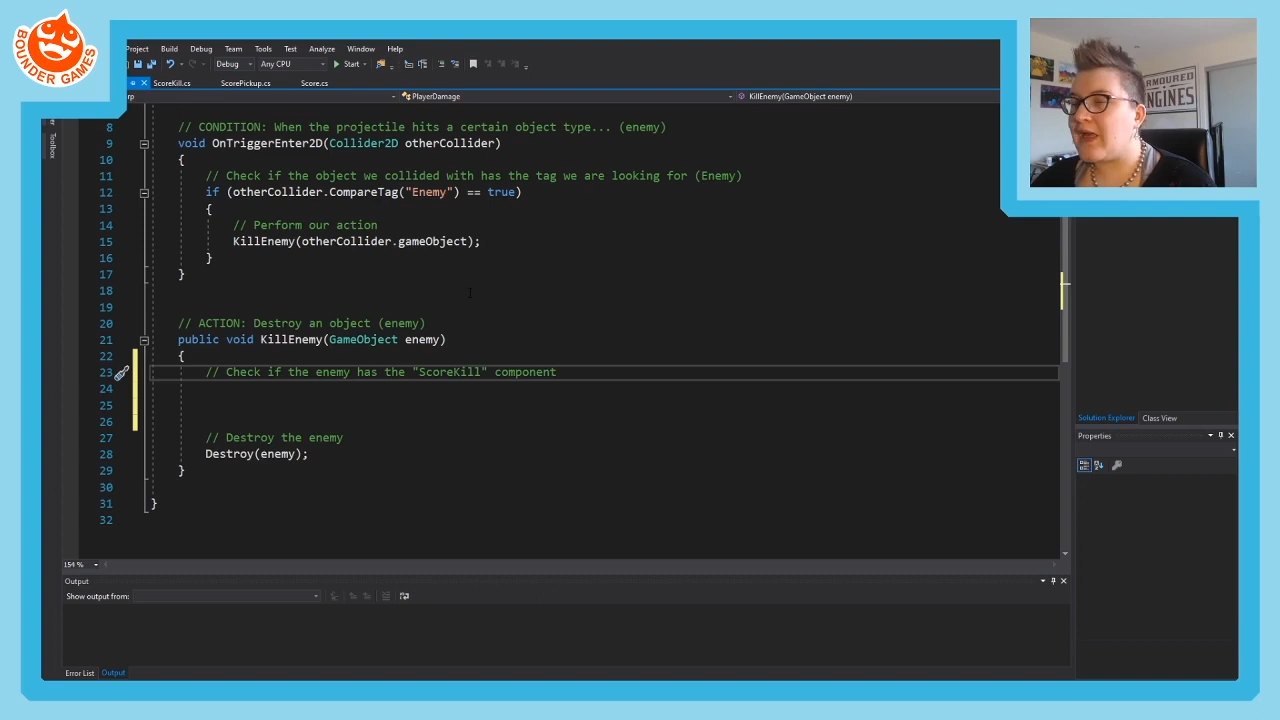 BOUNDER GAMES
Project Build Debug Team Tools Test Analyze Window Help
Debug Any CPU Start
ScoreKill.cs ScorePickup.cs Score.cs
PlayerDamage KillEnemy(GameObject enemy)
Toolbox
8 // CONDITION: When the projectile hits a certain object type... (enemy)
9 void OnTriggerEnter2D(Collider2D otherCollider)
10 {
11 // Check if the object we collided with has the tag we are looking for (Enemy)
12 if (otherCollider.CompareTag("Enemy") == true)
13 {
14 // Perform our action
15 KillEnemy(otherCollider.gameObject);
16 }
17 }
18
19
20 // ACTION: Destroy an object (enemy)
21 public void KillEnemy(GameObject enemy)
22 {
23 // Check if the enemy has the "ScoreKill" component
24
25
26
27 // Destroy the enemy
28 Destroy(enemy);
29 }
30
31 }
32
154 %
Output
Show output from:
Error List Output
Solution Explorer Class View
Properties
ARMOURED
ENGINES